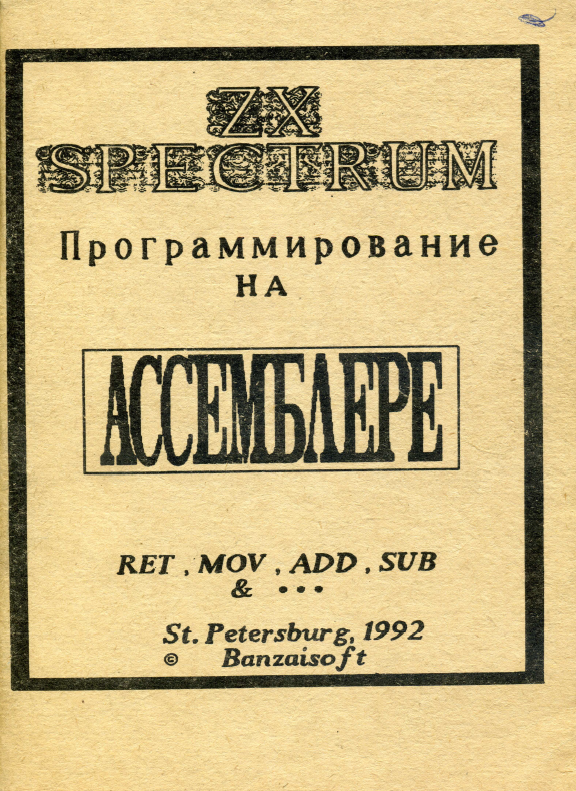 ZX
SPECTRUM
Программирование
НА
АССЕМБЛЕРЕ
RET , MOV , ADD , SUB
& •••
St. Petersburg, 1992
© Banzaisoft